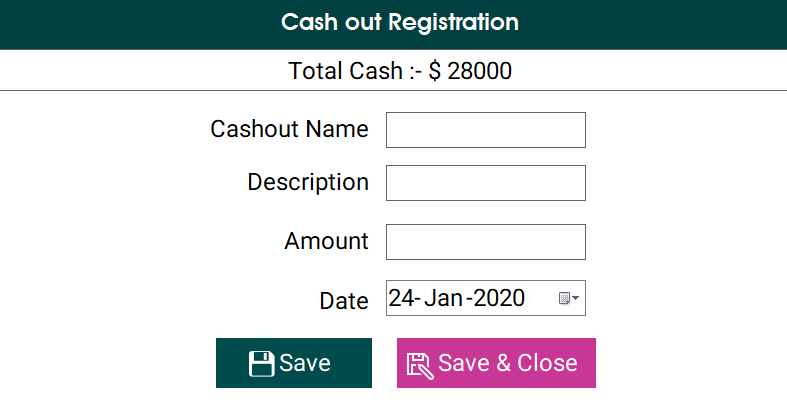 Cash out Registration
Total Cash :- $ 28000
Cashout Name
Description
Amount
Date 24-Jan-2020
Save Save & Close